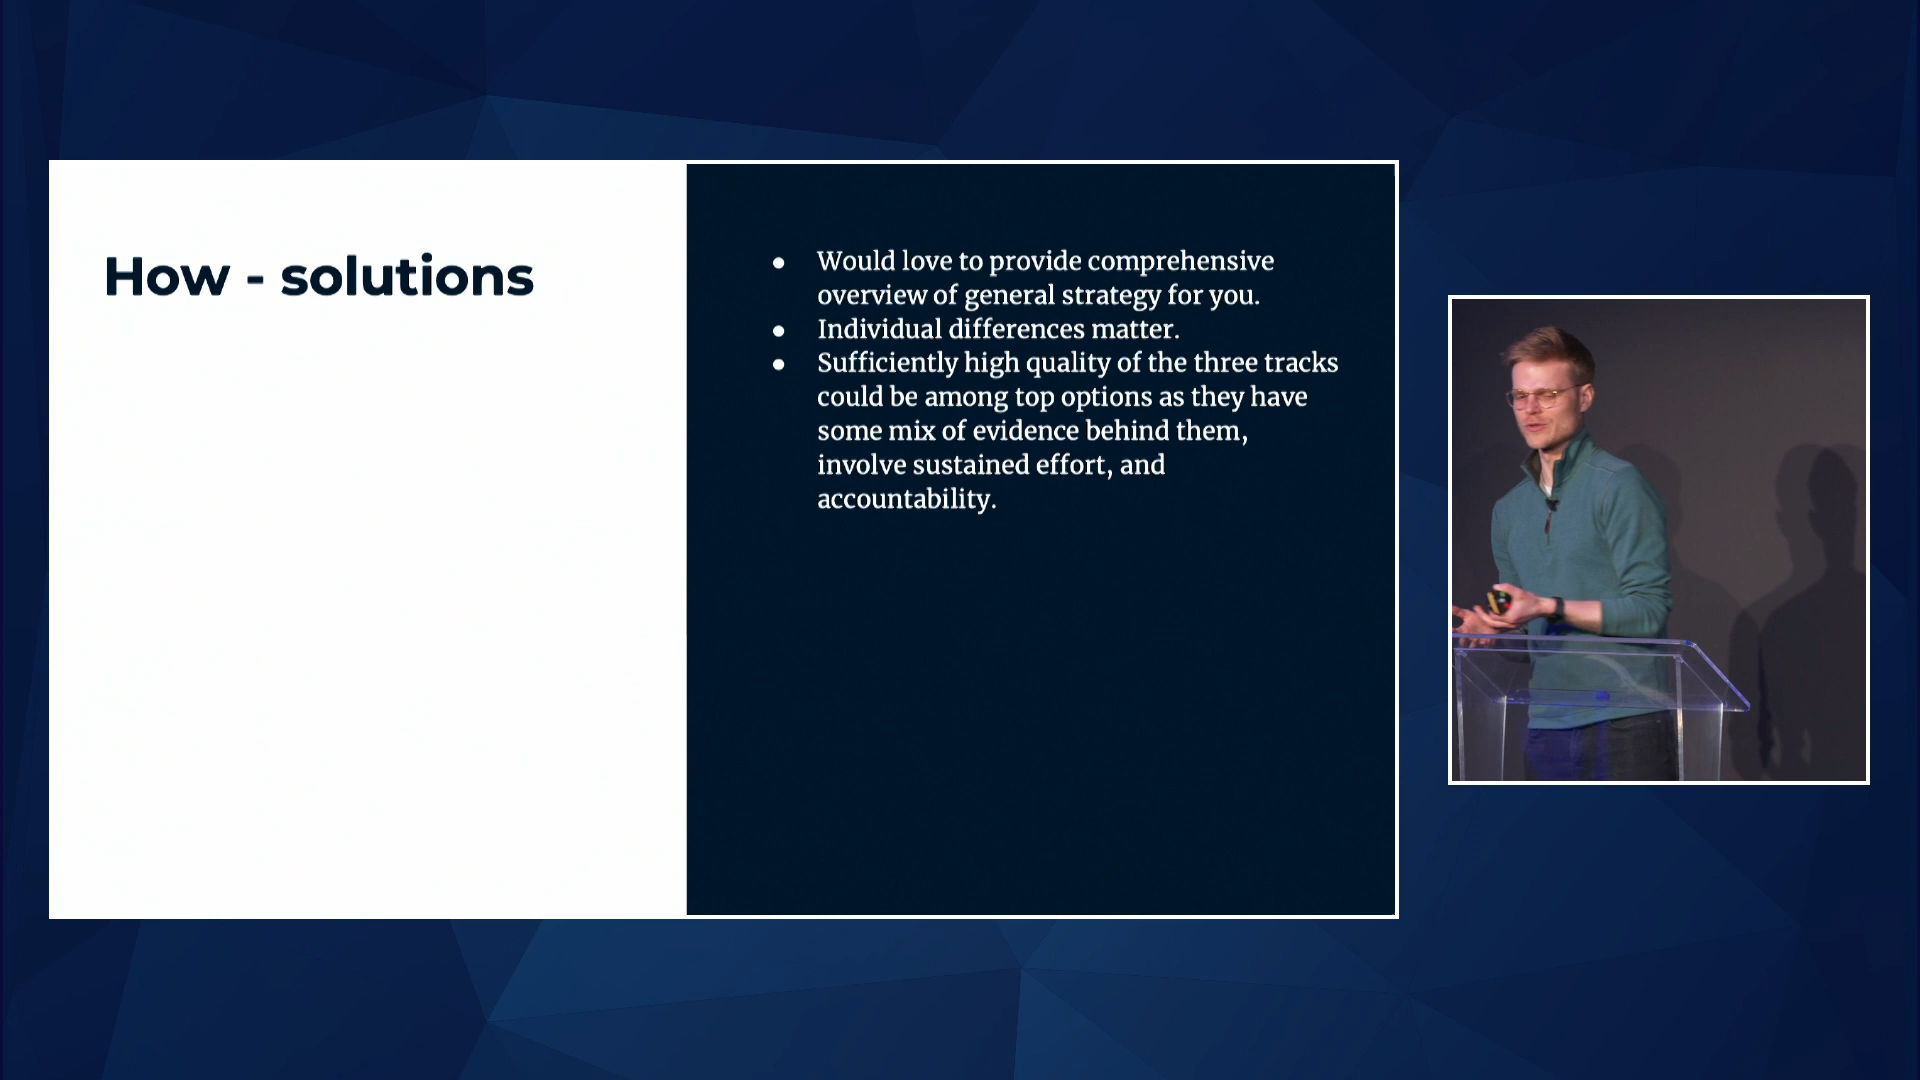 How - solutions
● Would love to provide comprehensive
overview of general strategy for you.
● Individual differences matter.
● Sufficiently high quality of the three tracks
could be among top options as they have
some mix of evidence behind them,
involve sustained effort, and
accountability.